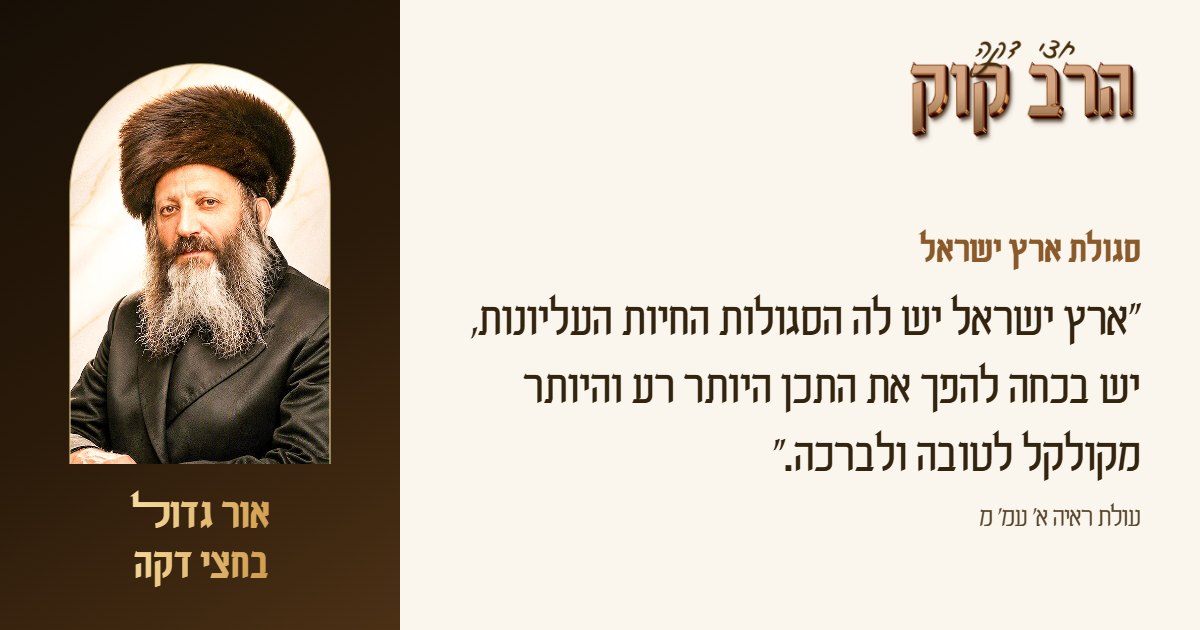 חצי דקה
הרב קוק
סגולת ארץ ישראל
"ארץ ישראל יש לה הסגולות החיות העליונות,
יש בכחה להפך את התכן היותר רע והיותר
מקולקל לטובה ולברכה."
עולת ראיה א' עמ' מ
אור גדול
בחצי דקה